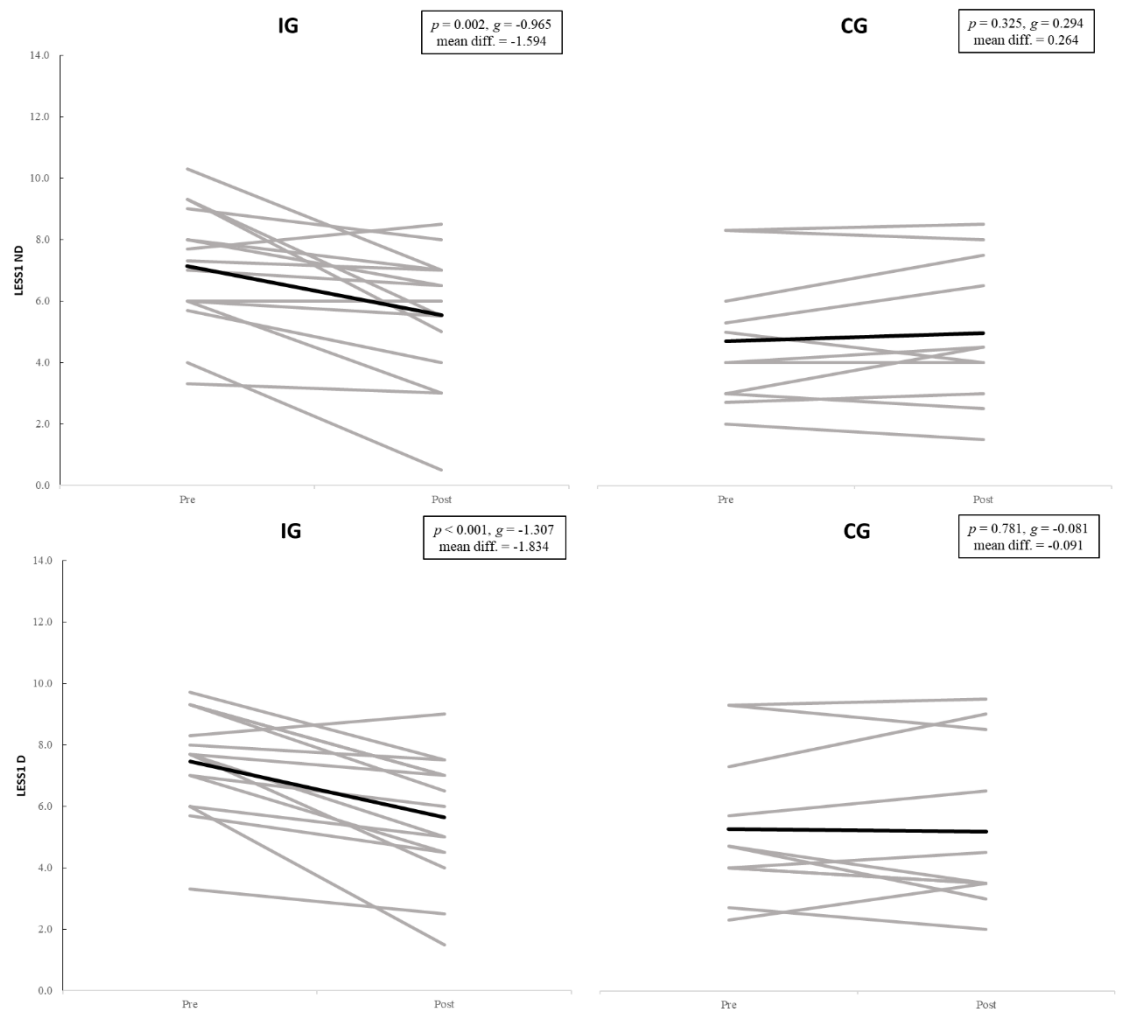 IG
p = 0.002, g = -0.965
mean diff. = -1.594
CG
p = 0.325, g = 0.294
mean diff. = 0.264
14.0
12.0
10.0
8.0
6.0
4.0
2.0
0.0
LESS1 ND
Pre
Post
Pre
Post
IG
p < 0.001, g = -1.307
mean diff. = -1.834
CG
p = 0.781, g = -0.081
mean diff. = -0.091
14.0
12.0
10.0
8.0
6.0
4.0
2.0
0.0
LESS1 D
Pre
Post
Pre
Post